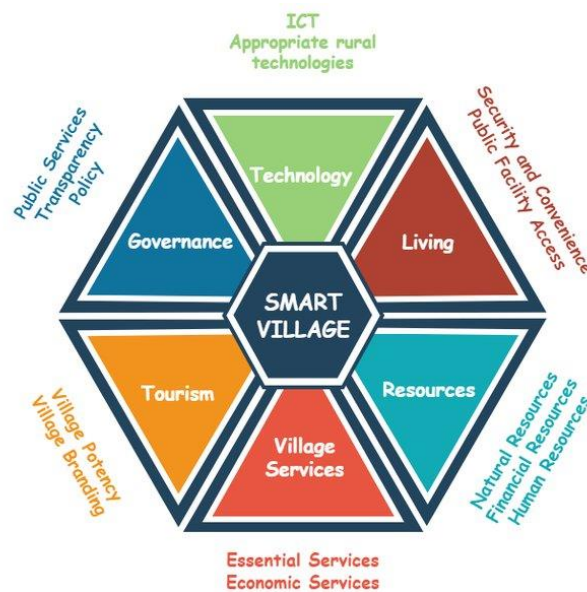 ICT
Appropriate rural
technologies
Public Services
Transparency
Policy
Security and Convenience
Public Facility Access
Technology
Governance
Living
SMART
VILLAGE
Tourism
Resources
Village
Services
Village Potency
Village Branding
Natural Resources
Financial Resources
Human Resources
Essential Services
Economic Services